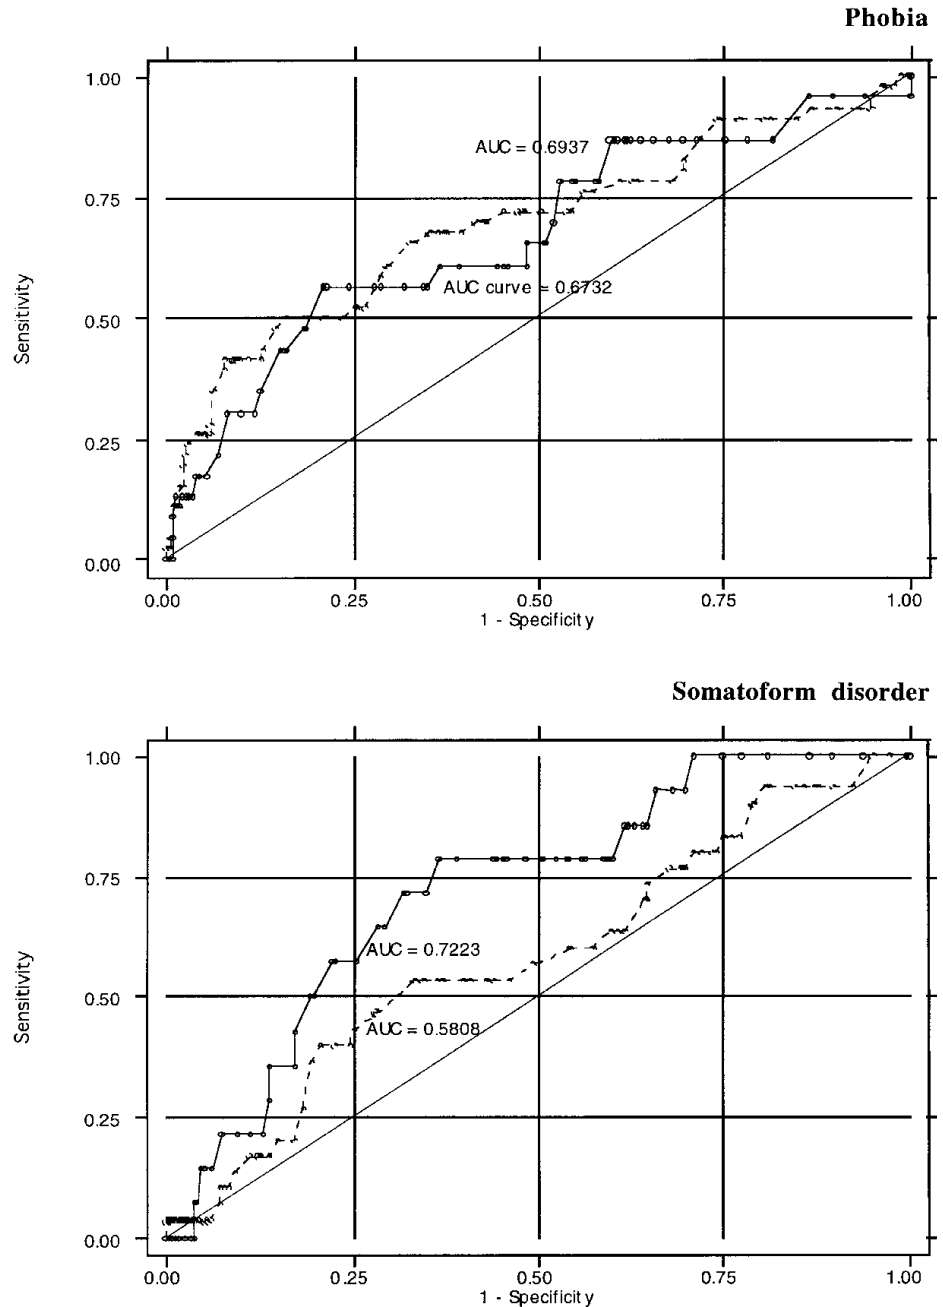 Phobia
1.00
AUC = 0.6937
0.75
AUC curve = 0.6732
Sensitivity
0.50
0.25
0.00
0.00 0.25 0.50 0.75 1.00
1 - Specificity
Somatoform disorder
1.00
0.75
AUC = 0.7223
Sensitivity
0.50
AUC = 0.5808
0.25
0.00
0.00 0.25 0.50 0.75 1.00
1 - Specificity